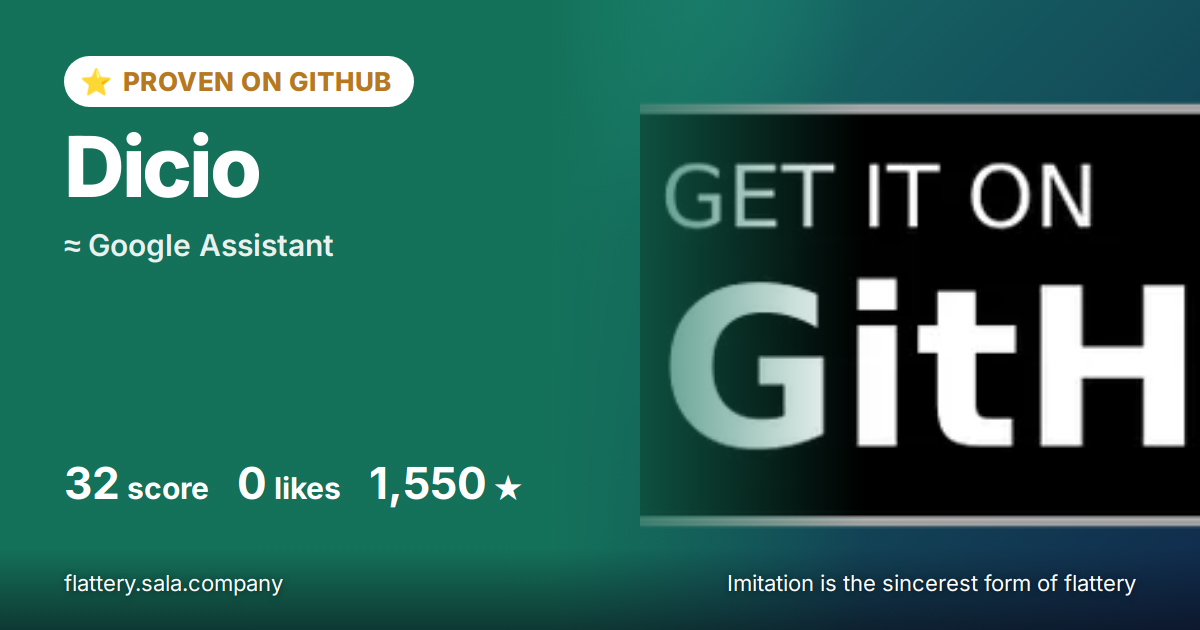 ⭐ PROVEN ON GITHUB
Dicio
≈ Google Assistant
GET IT ON
GitH
32 score 0 likes 1,550 ★
flattery.sala.company
Imitation is the sincerest form of flattery